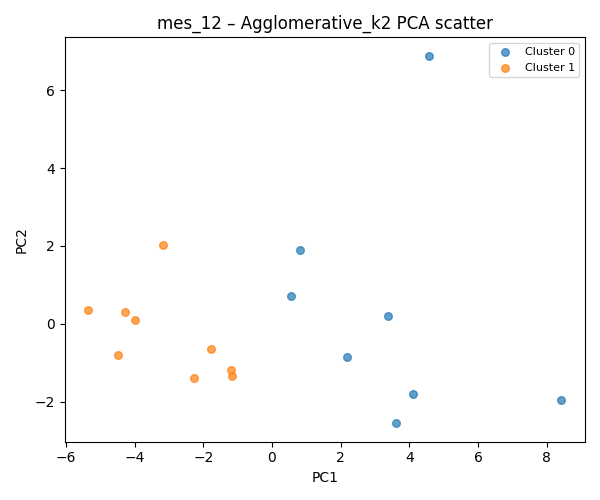 mes_12 – Agglomerative_k2 PCA scatter
Cluster 0
Cluster 1
PC2
6
4
2
0
−2
−6 −4 −2 0 2 4 6 8
PC1